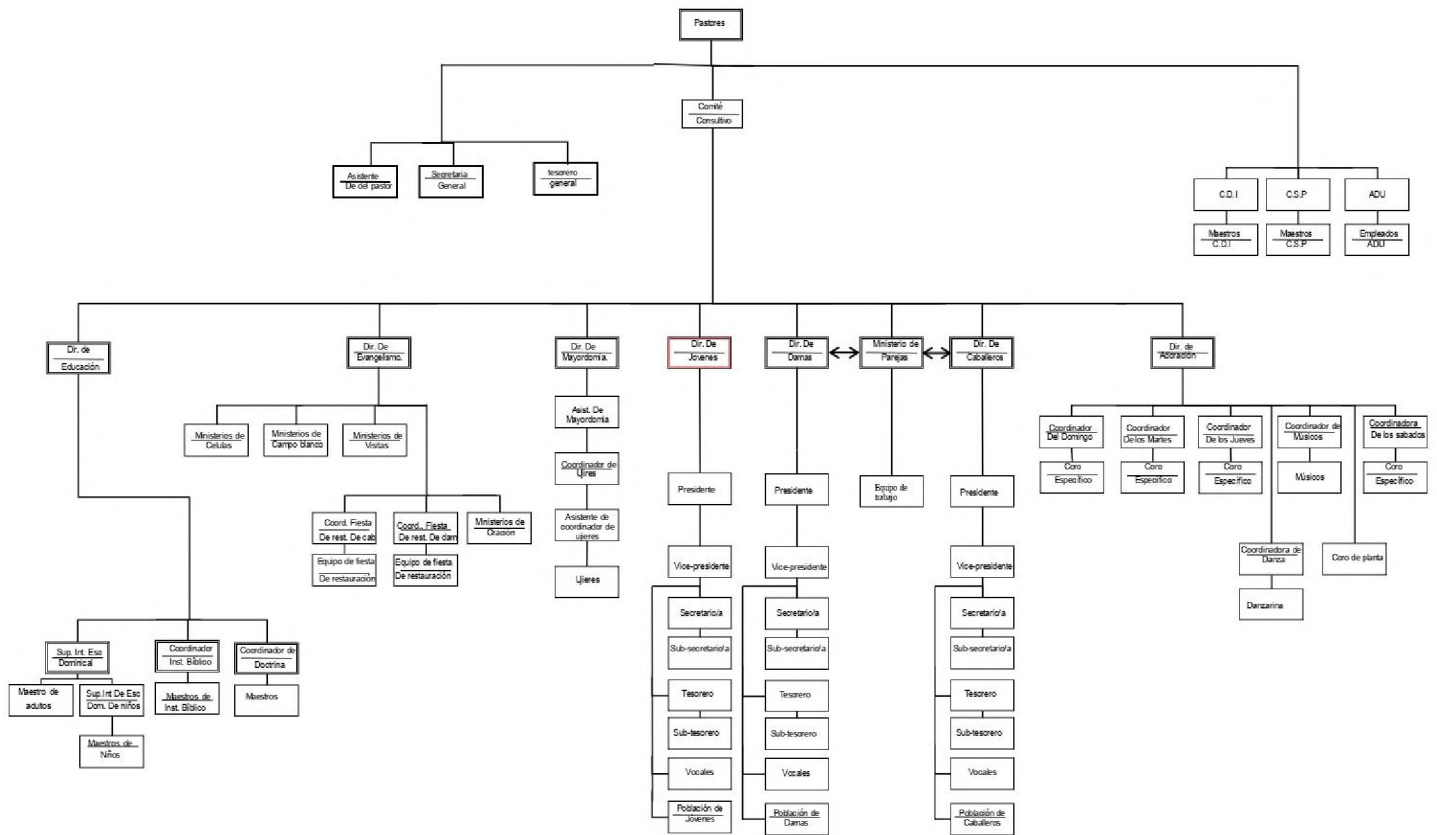 Pastores
Comité
Consultivo
Asistente
De del pastor
Secretaria
General
tesorero
general
C.D.I
C.S.P
ADU
Maestros
C.D.I
Maestros
C.S.P
Empleados
ADU
Dir. de
Educación
Dir. De
Evangelismo.
Dir. De
Mayordomia.
Dir. De
Jovenes
Dir. De
Damas
Ministerio de
Parejas
Dir. De
Caballeros
Dir. de
Adoración
Ministerios de
Celulas
Ministerios de
Campo blanco
Ministerios de
Visitas
Asist. De
Mayordomia
Coordinador
Del Domingo
Coordinador
De los Martes
Coordinador
De los Jueves
Coordinador de
Músicos
Coordinadora
De los sabados
Coordinador de
Ujires
Coro
Específico
Coro
Específico
Coro
Específico
Músicos
Coro
Específico
Presidente
Presidente
Equipo de
trabajo
Presidente
Coord. Fiesta
De rest. De cab
Coord,. Fiesta
De rest. De dam
Ministerios de
Oración
Asistente de
coordinador de
ujieres
Equipo de fiesta
De restauración
Equipo de fiesta
De restauración
Ujieres
Vice-presidente
Vice-presidente
Vice-presidente
Coordinadora de
Danza
Coro de planta
Danzarina
Secretario/a
Secretario/a
Secretario/a
Sub-secretario/a
Sub-secretario/a
Sub-secretario/a
Sup. Int. Esc
Dominical
Coordinador
Inst. Bíblico
Coordinador de
Doctrina
Maestro de
adultos
Sup.Int De Esc
Dom. De niños
Maestros de
Inst. Bíblico
Maestros
Tesorero
Tesorero
Tesorero
Sub-tesorero
Sub-tesorero
Sub-tesorero
Maestros de
Niños
Vocales
Vocales
Vocales
Población de
Jóvenes
Población de
Damas
Población de
Caballeros